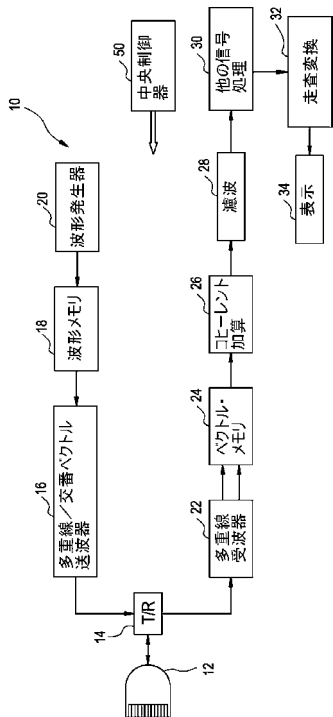 10
20
波形発生器
18
波形メモリ
16
多重線／交番ベクトル
送波器
14
T/R
12
50
中央制御
器
22
多重線
受波器
24
ベクトル・
メモリ
26
コヒーレント
加算
28
濾波
30
他の信号
処理
32
走査変換
34
表示